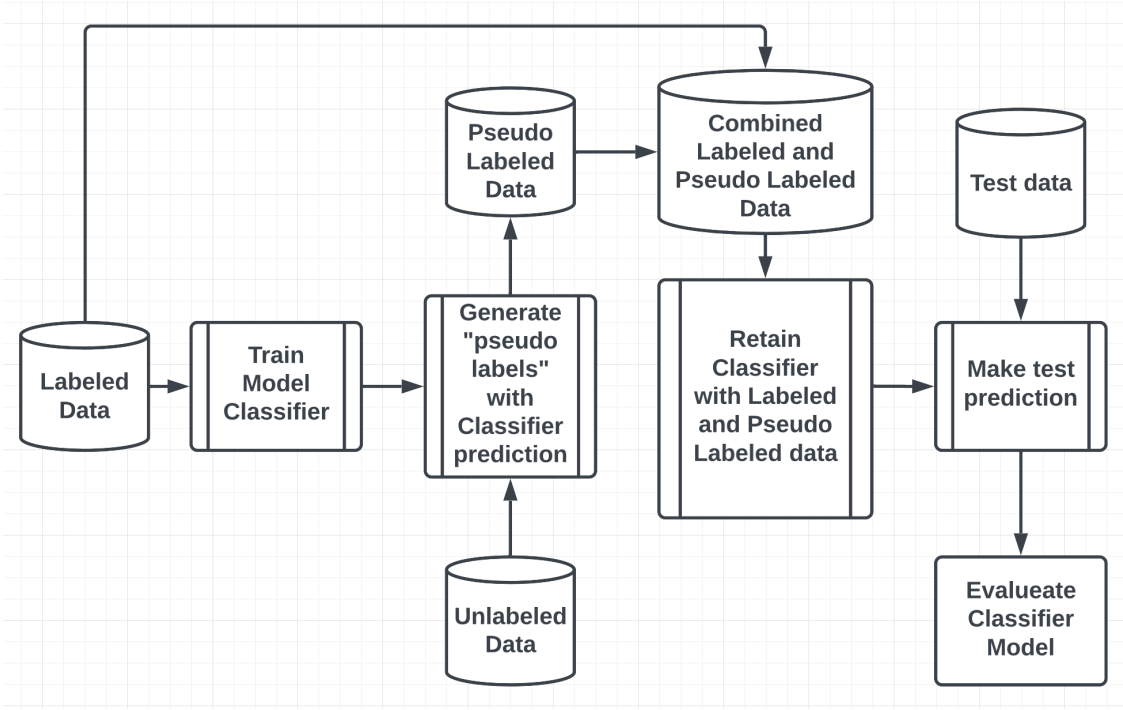 Pseudo
Labeled
Data
Combined
Labeled and
Pseudo Labeled
Data
Test data
Labeled
Data
Train
Model
Classifier
Generate
"pseudo
labels"
with
Classifier
prediction
Retain
Classifier
with Labeled
and Pseudo
Labeled data
Make test
prediction
Unlabeled
Data
Evalueate
Classifier
Model